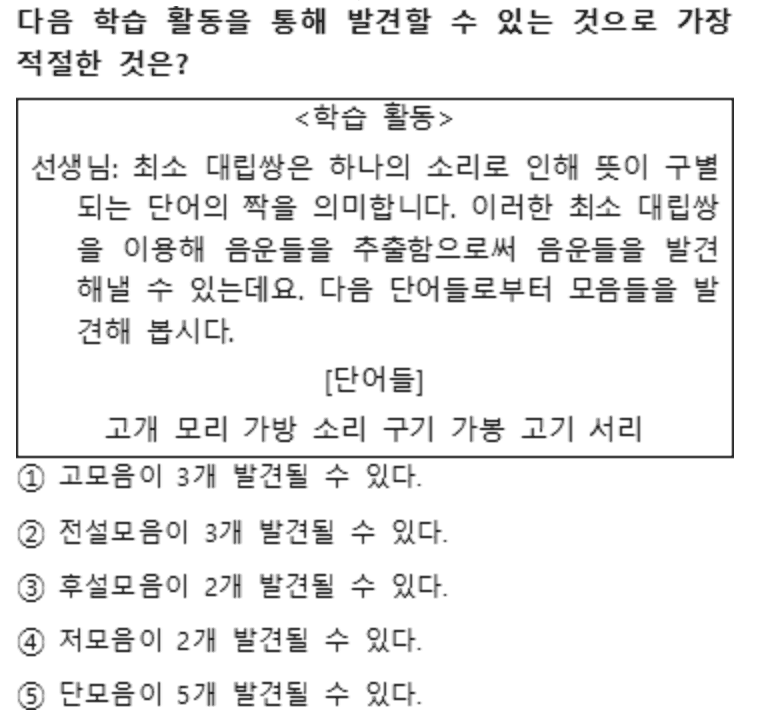 다음 학습 활동을 통해 발견할 수 있는 것으로 가장
적절한 것은?
<학습 활동>
선생님: 최소 대립쌍은 하나의 소리로 인해 뜻이 구별
되는 단어의 짝을 의미합니다. 이러한 최소 대립쌍
을 이용해 음운들을 추출함으로써 음운들을 발견
해낼 수 있는데요. 다음 단어들로부터 모음들을 발
견해 봅시다.
[단어들]
고개 모리 가방 소리 구기 가봉 고기 서리
① 고모음이 3개 발견될 수 있다.
② 전설모음이 3개 발견될 수 있다.
③ 후설모음이 2개 발견될 수 있다.
④ 저모음이 2개 발견될 수 있다.
⑤ 단모음이 5개 발견될 수 있다.